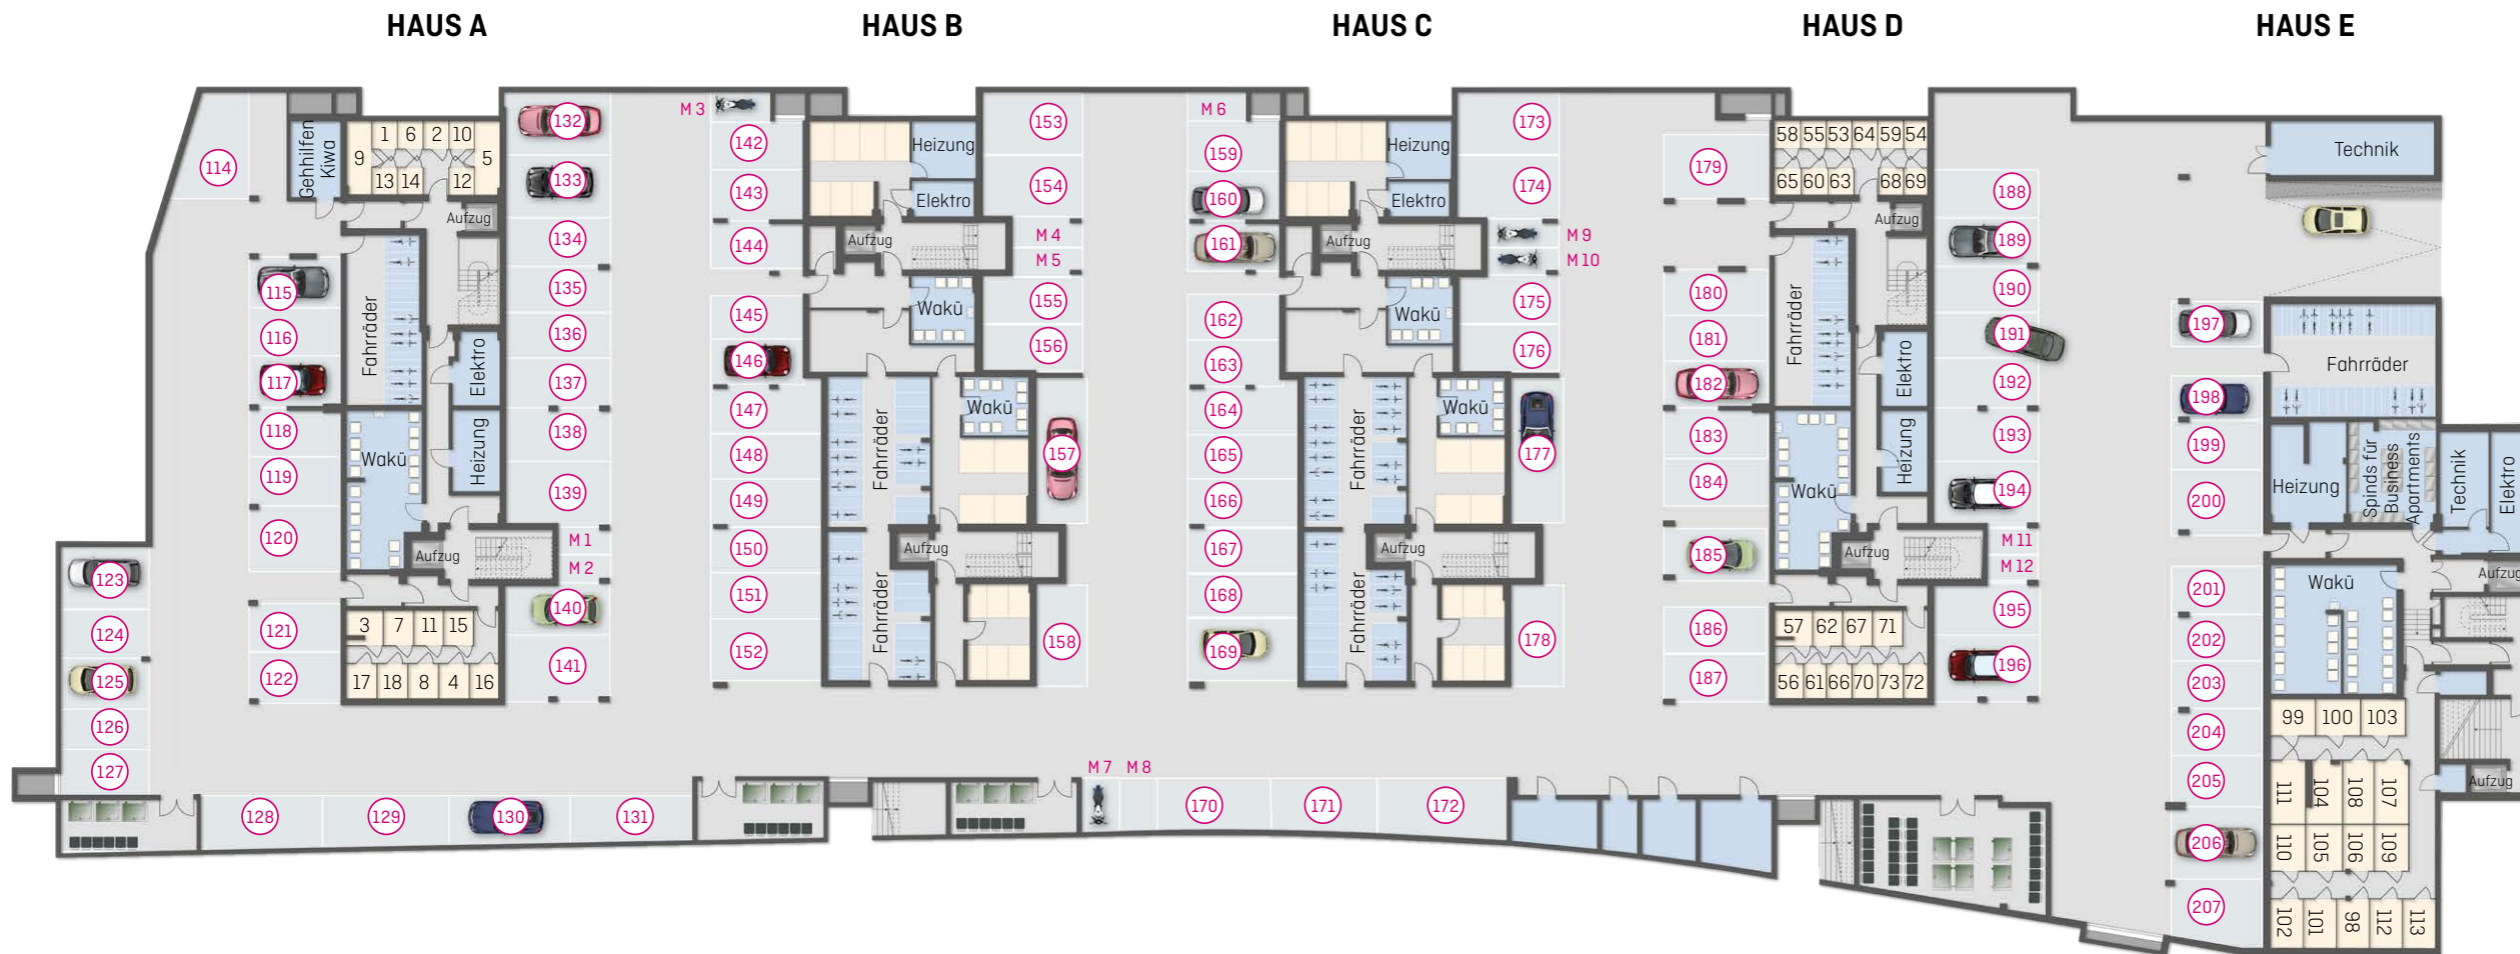 HAUS A
HAUS B
HAUS C
HAUS D
HAUS E
114
Gehhilfen
Kiwa
1 6 2 10
9
5
13 14 12
Aufzug
115
116
117
118
119
120
121
122
Fahrräder
Elektro
Heizung
Wakü
Aufzug
3 7 11 15
17 18 8 4 16
123
124
125
126
127
128
129
130
131
132
133
134
135
136
137
138
139
M 1
M 2
140
141
M 3
142
143
144
145
146
147
148
149
150
151
152
Heizung
Elektro
Aufzug
Wakü
Fahrräder
Wakü
Aufzug
Fahrräder
153
154
M 4
M 5
155
156
157
158
M 6
159
160
161
162
163
164
165
166
167
168
169
Heizung
Elektro
Aufzug
Wakü
Fahrräder
Wakü
Aufzug
Fahrräder
M 7 M 8
170
171
172
173
174
M 9
M 10
175
176
177
178
179
180
181
182
183
184
185
186
187
58 55 53 64 59 54
65 60 63 68 69
Aufzug
Fahrräder
Elektro
Heizung
Wakü
Aufzug
57 62 67 71
56 61 66 70 73 72
188
189
190
191
192
193
194
M 11
M 12
195
196
Technik
197
198
199
200
201
202
203
204
205
206
207
Fahrräder
Heizung
Spinds für
Business
Apartments
Technik
Elektro
Wakü
Aufzug
99 100 103
111 104 108 107
Aufzug
110 105 106 109
102 101 98 112 113